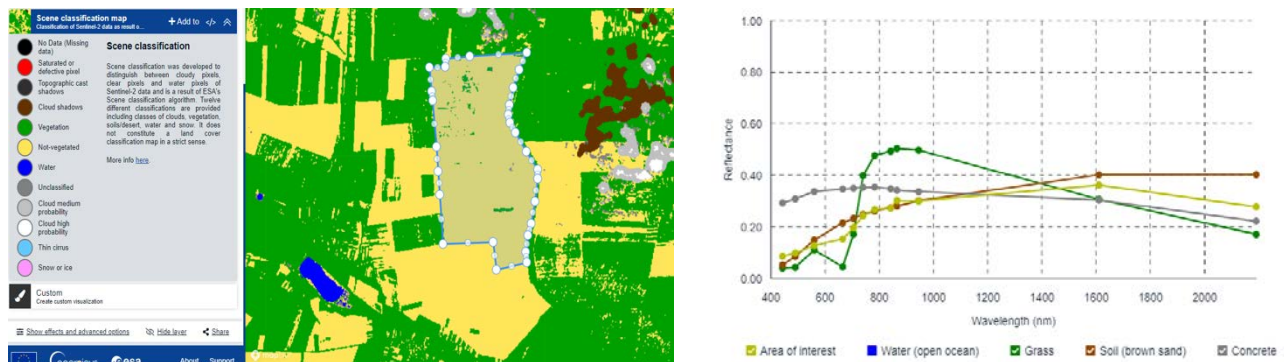 Scene classification map
Classification of Sentinel-2 data as result o...
Add to
No Data (Missing
data)
Saturated or
defective pixel
Topographic cast
shadows
Cloud shadows
Vegetation
Not-vegetated
Water
Unclassified
Cloud medium
probability
Cloud high
probability
Thin cirrus
Snow or ice
Scene classification
Scene classification was developed to
distinguish between cloudy pixels,
clear pixels and water pixels of
Sentinel-2 data and is a result of ESA's
Scene classification algorithm. Twelve
different classifications are provided
including classes of clouds, vegetation,
soils/desert, water and snow. It does
not constitute a land cover
classification map in a strict sense.
More info here.
Custom
Create custom visualization
Show effects and advanced options
Hide layer
Share
About Support
1.00
0.80
0.60
0.40
0.20
0.00
Reflectance
400 600 800 1000 1200 1400 1600 1800 2000
Wavelength (nm)
Area of interest
Water (open ocean)
Grass
Soil (brown sand)
Concrete